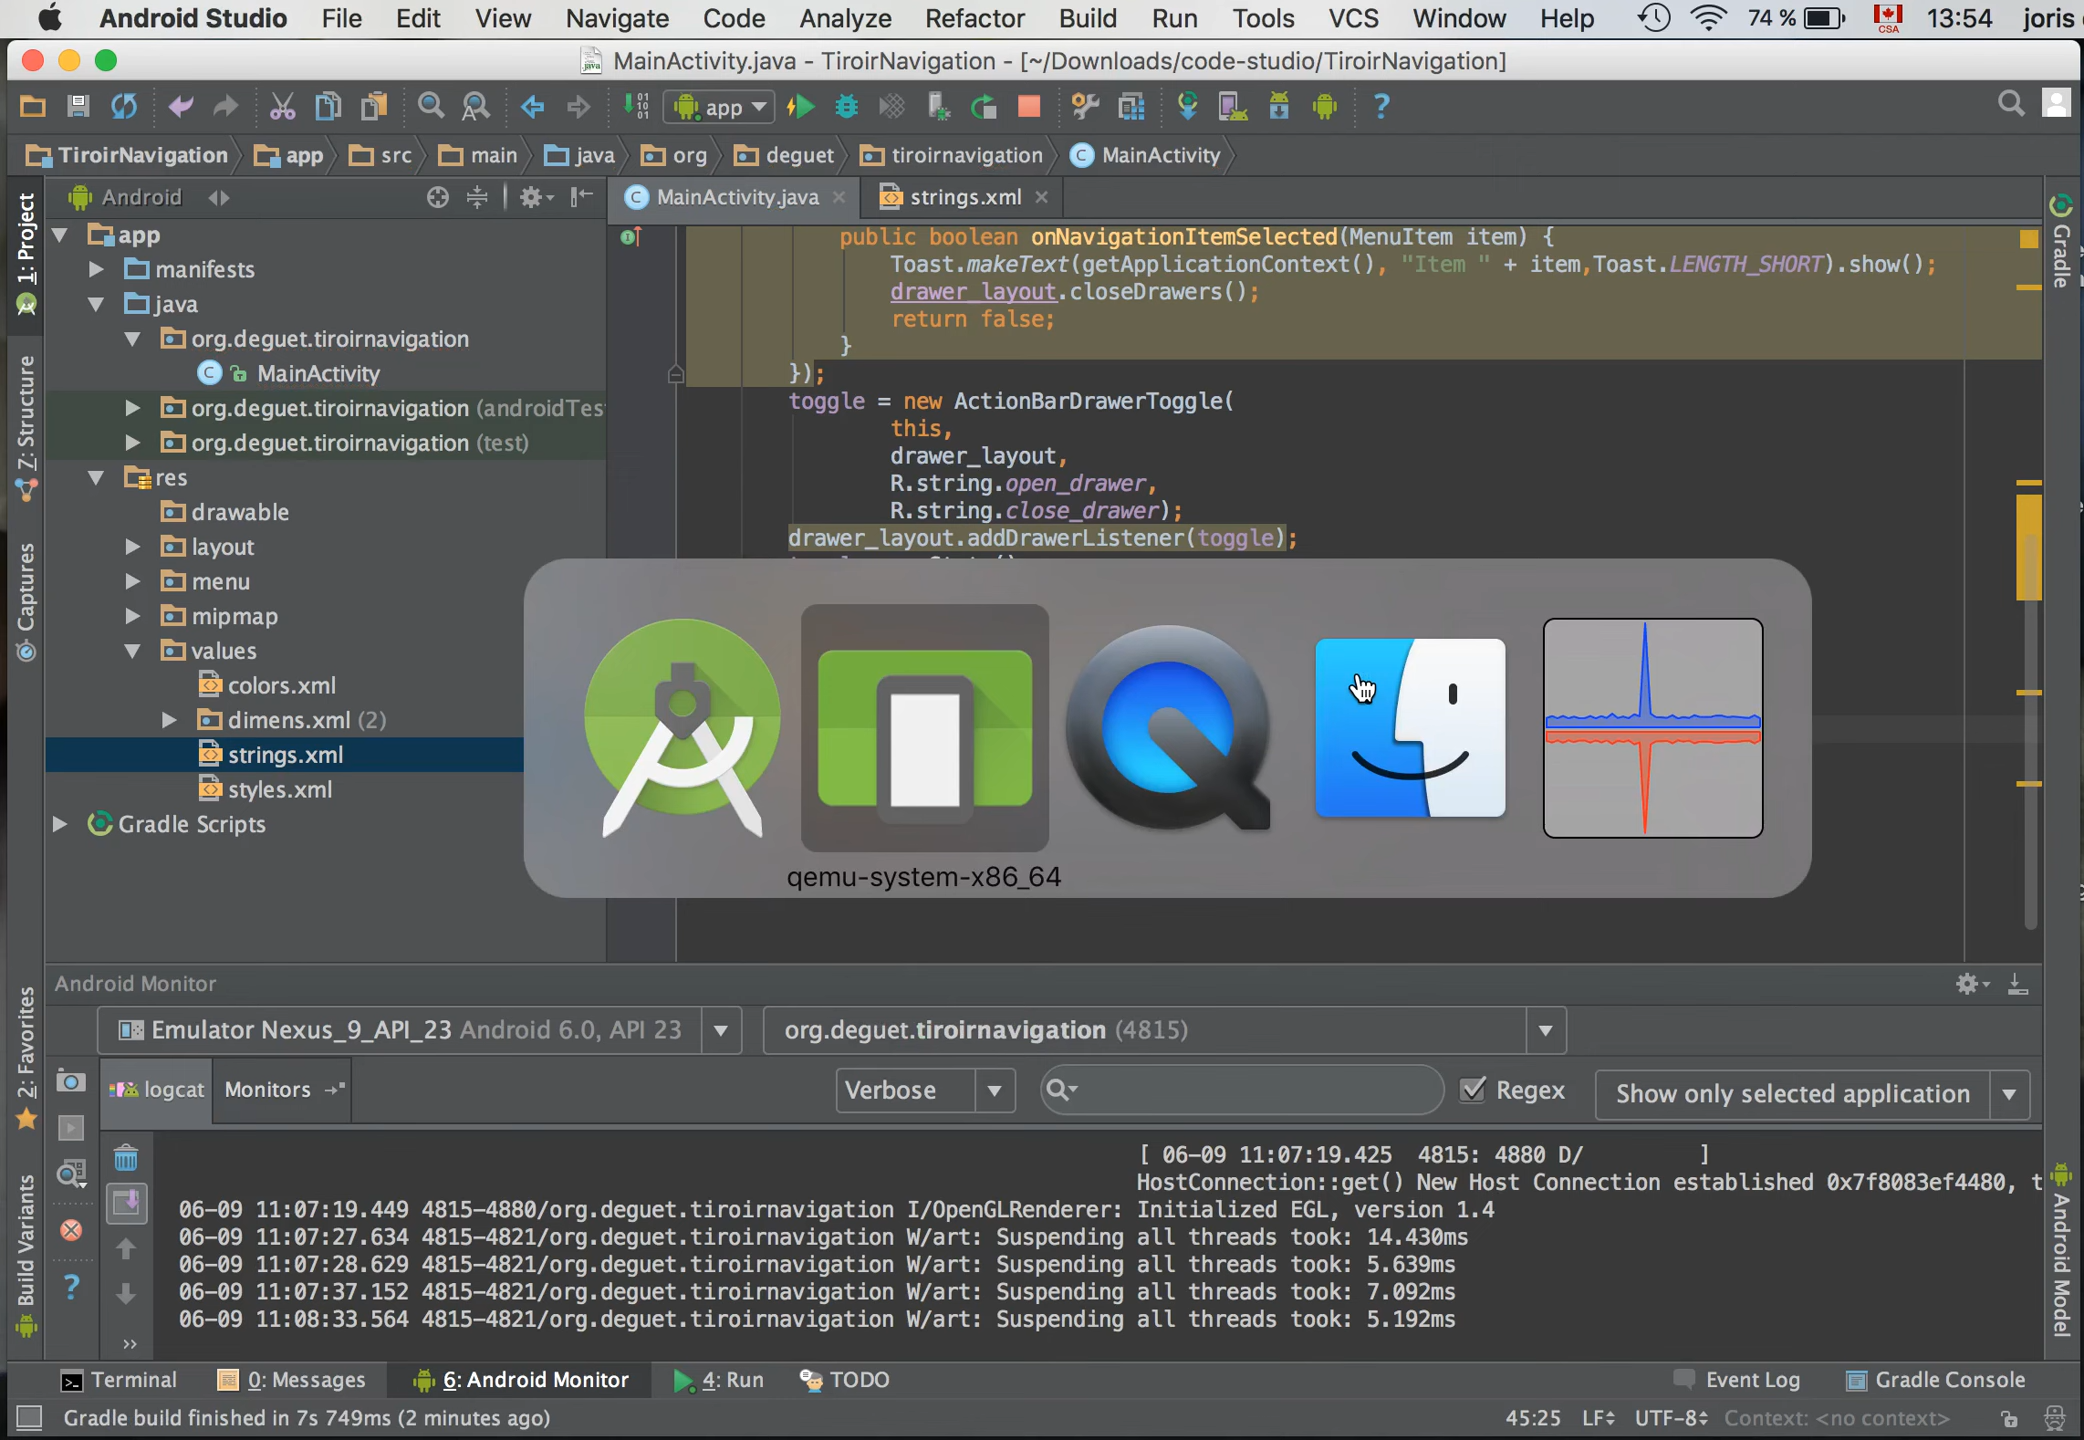 Android Studio File Edit View Navigate Code Analyze Refactor Build Run Tools VCS Window Help 74 % CSA 13:54 joris
MainActivity.java - TiroirNavigation - [~/Downloads/code-studio/TiroirNavigation]
app
TiroirNavigation app src main java org deguet tiroirnavigation MainActivity
1: Project
7: Structure
Captures
2: Favorites
Build Variants
Android
app
manifests
java
org.deguet.tiroirnavigation
MainActivity
org.deguet.tiroirnavigation (androidTes
org.deguet.tiroirnavigation (test)
res
drawable
layout
menu
mipmap
values
colors.xml
dimens.xml (2)
strings.xml
styles.xml
Gradle Scripts
MainActivity.java strings.xml
public boolean onNavigationItemSelected(MenuItem item) {
Toast.makeText(getApplicationContext(), "Item " + item,Toast.LENGTH_SHORT).show();
drawer_layout.closeDrawers();
return false;
}
});
toggle = new ActionBarDrawerToggle(
this,
drawer_layout,
R.string.open_drawer,
R.string.close_drawer);
drawer_layout.addDrawerListener(toggle);
qemu-system-x86_64
Gradle
Android Model
Android Monitor
Emulator Nexus_9_API_23 Android 6.0, API 23 org.deguet.tiroirnavigation (4815)
logcat Monitors Verbose Regex Show only selected application
[ 06-09 11:07:19.425 4815: 4880 D/ ]
HostConnection::get() New Host Connection established 0x7f8083ef4480, t
06-09 11:07:19.449 4815-4880/org.deguet.tiroirnavigation I/OpenGLRenderer: Initialized EGL, version 1.4
06-09 11:07:27.634 4815-4821/org.deguet.tiroirnavigation W/art: Suspending all threads took: 14.430ms
06-09 11:07:28.629 4815-4821/org.deguet.tiroirnavigation W/art: Suspending all threads took: 5.639ms
06-09 11:07:37.152 4815-4821/org.deguet.tiroirnavigation W/art: Suspending all threads took: 7.092ms
06-09 11:08:33.564 4815-4821/org.deguet.tiroirnavigation W/art: Suspending all threads took: 5.192ms
Terminal 0: Messages 6: Android Monitor 4: Run TODO Event Log Gradle Console
Gradle build finished in 7s 749ms (2 minutes ago) 45:25 LF UTF-8 Context: <no context>